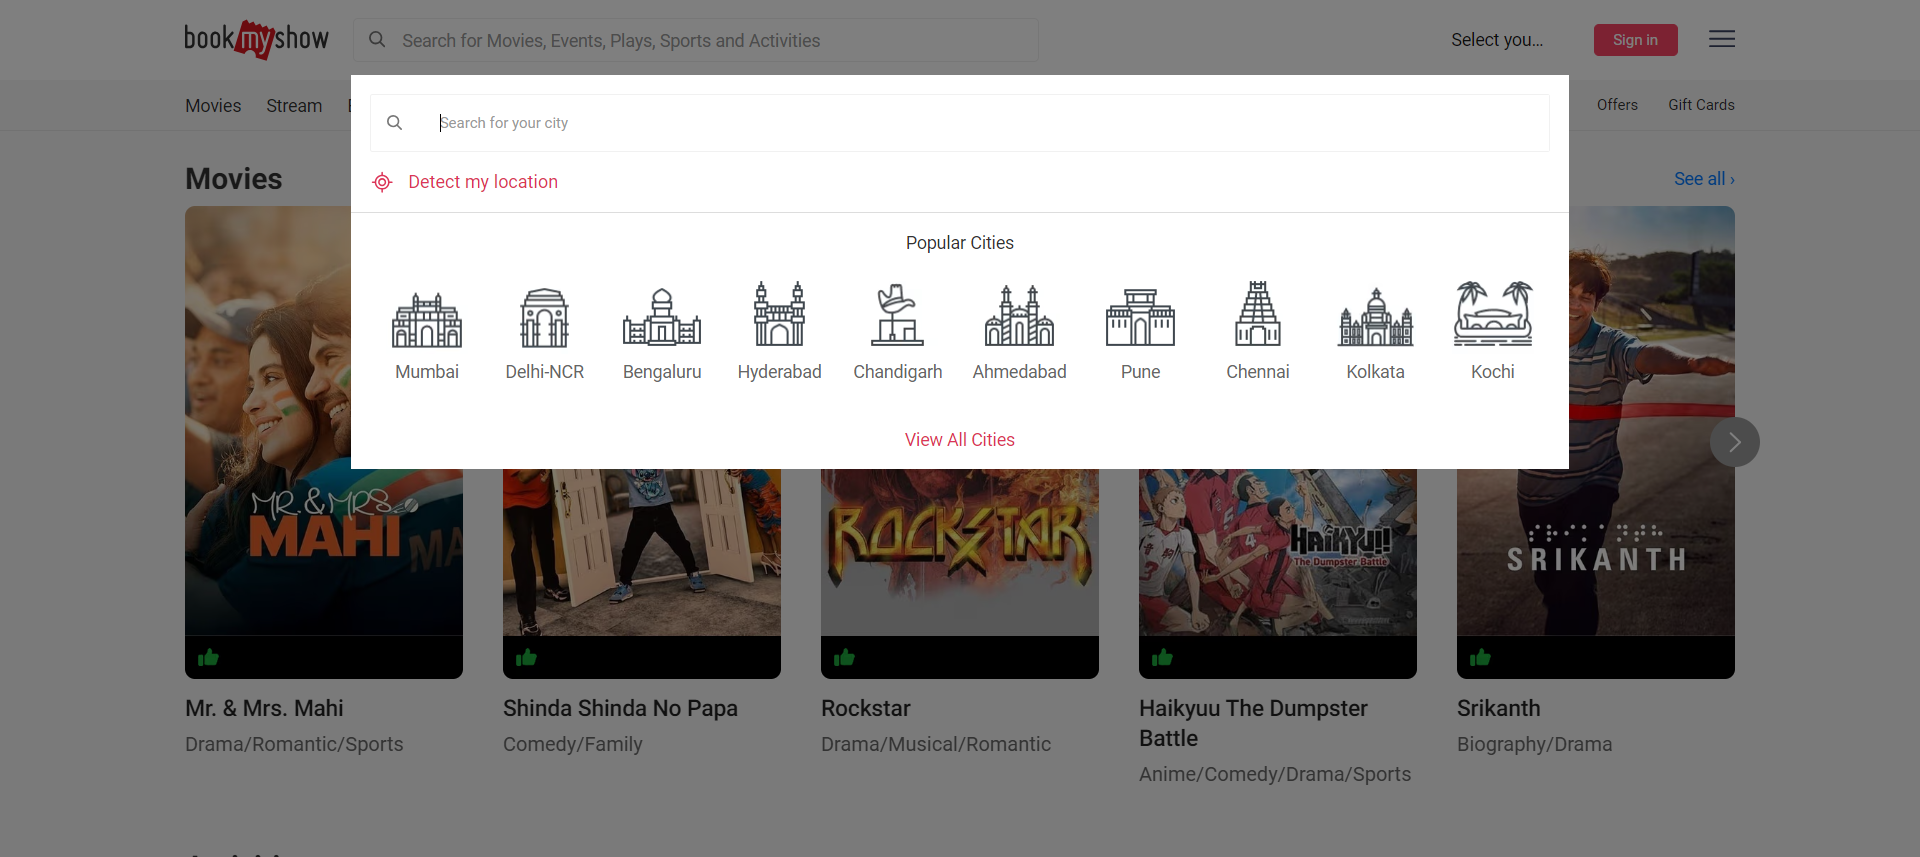 bookmyshow
Search for Movies, Events, Plays, Sports and Activities
Select you...
Sign in
Movies
Stream
Offers
Gift Cards
Search for your city
Detect my location
Popular Cities
Mumbai
Delhi-NCR
Bengaluru
Hyderabad
Chandigarh
Ahmedabad
Pune
Chennai
Kolkata
Kochi
View All Cities
Movies
See all ›
MR. & MRS.
MAHI
ROCKSTAR
HAIKYU!!
The Dumpster Battle
SRIKANTH
Mr. & Mrs. Mahi
Drama/Romantic/Sports
Shinda Shinda No Papa
Comedy/Family
Rockstar
Drama/Musical/Romantic
Haikyuu The Dumpster
Battle
Anime/Comedy/Drama/Sports
Srikanth
Biography/Drama